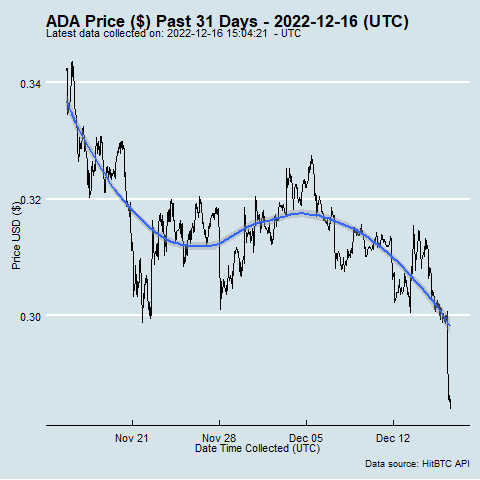 ADA Price ($) Past 31 Days - 2022-12-16 (UTC)
Latest data collected on: 2022-12-16 15:04:21  - UTC
Price USD ($)
0.34
0.32
0.30
Nov 21
Nov 28
Dec 05
Dec 12
Date Time Collected (UTC)
Data source: HitBTC API